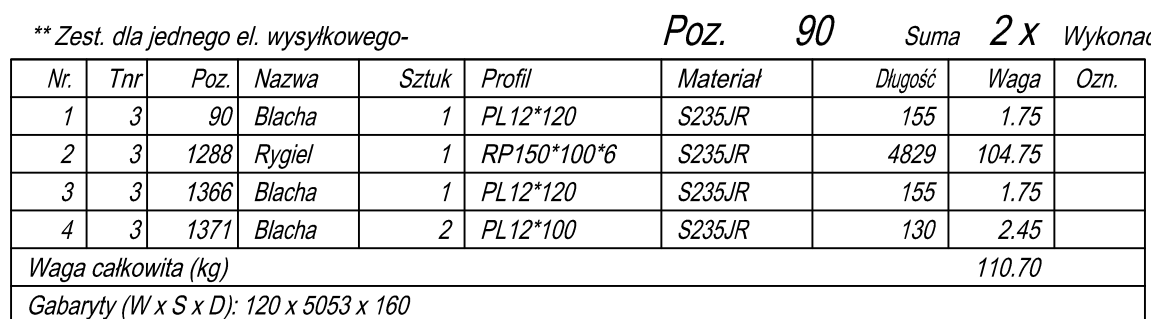 ** Zest. dla jednego el. wysyłkowego- Poz. 90 Suma 2 x Wykonać
Nr. Tnr Poz. Nazwa Sztuk Profil Materiał Długość Waga Ozn.
1 3 90 Blacha 1 PL12*120 S235JR 155 1.75
2 3 1288 Rygiel 1 RP150*100*6 S235JR 4829 104.75
3 3 1366 Blacha 1 PL12*120 S235JR 155 1.75
4 3 1371 Blacha 2 PL12*100 S235JR 130 2.45
Waga całkowita (kg) 110.70
Gabaryty (W x S x D): 120 x 5053 x 160